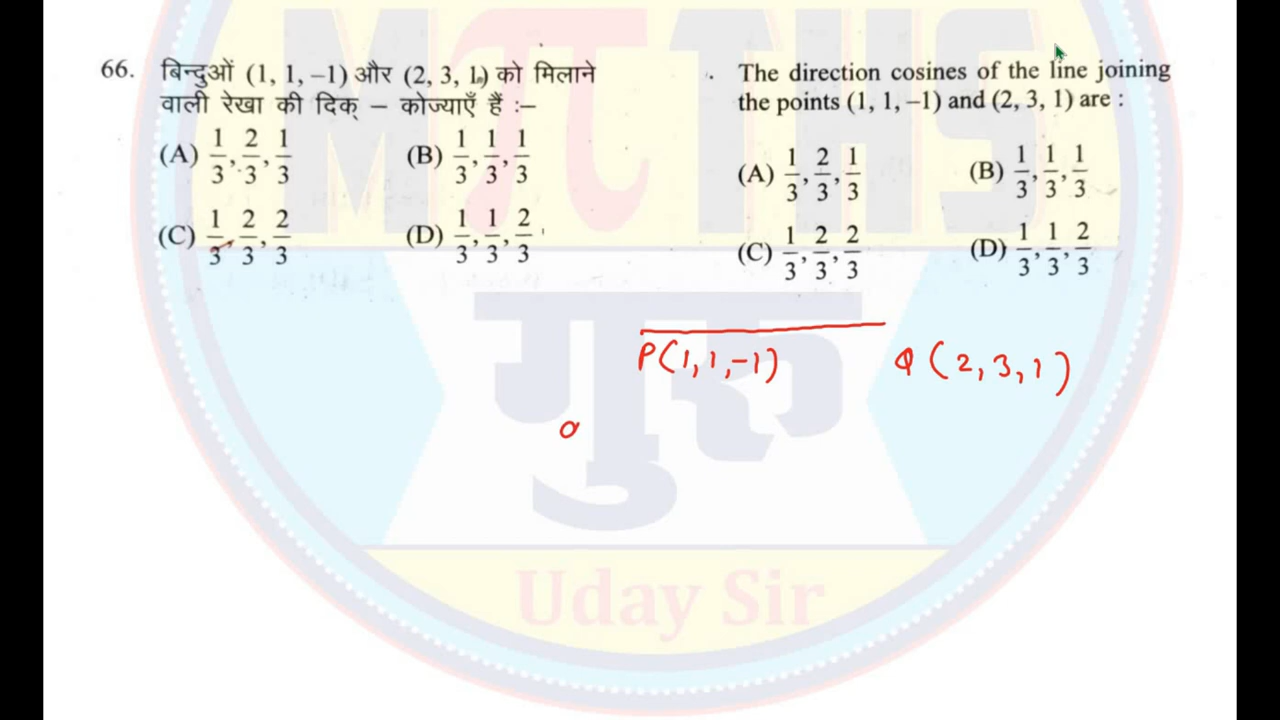 66. बिन्दुओं (1, 1, –1) और (2, 3, 1) को मिलाने
वाली रेखा की दिक् – कोज्याएँ हैं :–
(A) 1/3, 2/3, 1/3 (B) 1/3, 1/3, 1/3
(C) 1/3, 2/3, 2/3 (D) 1/3, 1/3, 2/3
. The direction cosines of the line joining
the points (1, 1, –1) and (2, 3, 1) are :
(A) 1/3, 2/3, 1/3 (B) 1/3, 1/3, 1/3
(C) 1/3, 2/3, 2/3 (D) 1/3, 1/3, 2/3
P(1, 1, -1) Q(2, 3, 1)
MπTHS
गुरु
Uday Sir